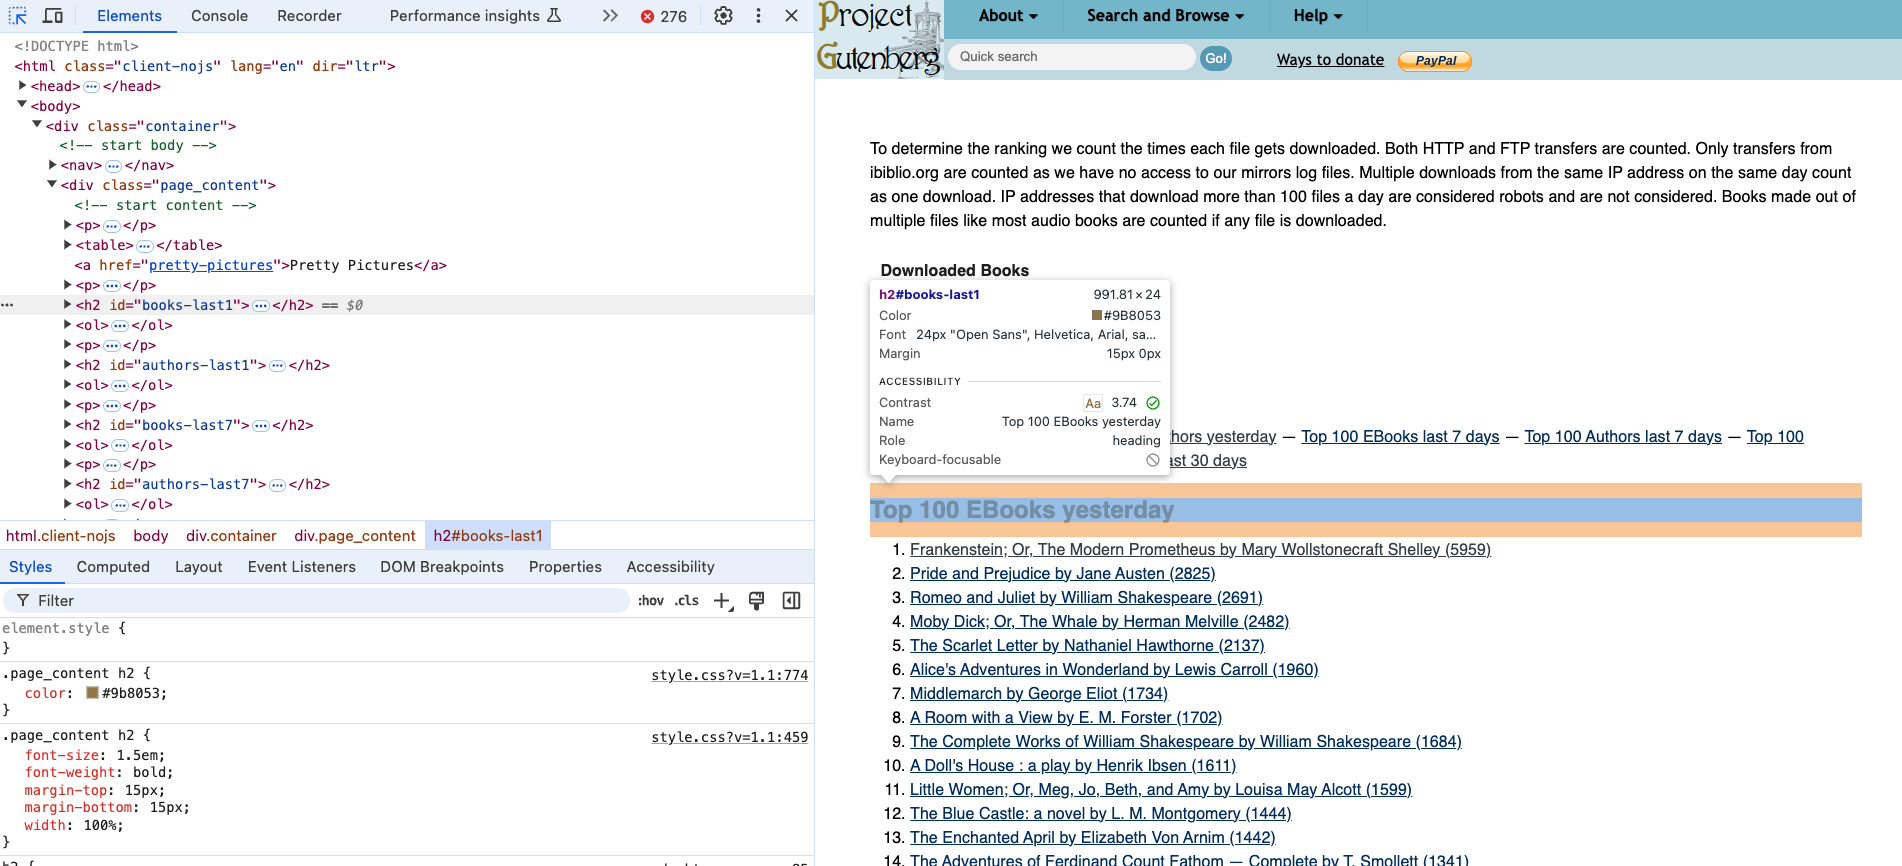 Elements Console Recorder Performance insights 276
<!DOCTYPE html>
<html class="client-nojs" lang="en" dir="ltr">
<head> ··· </head>
<body>
<div class="container">
<!-- start body -->
<nav> ··· </nav>
<div class="page_content">
<!-- start content -->
<p> ··· </p>
<table> ··· </table>
<a href="pretty-pictures">Pretty Pictures</a>
<p> ··· </p>
<h2 id="books-last1"> ··· </h2> == $0
<ol> ··· </ol>
<p> ··· </p>
<h2 id="authors-last1"> ··· </h2>
<ol> ··· </ol>
<p> ··· </p>
<h2 id="books-last7"> ··· </h2>
<ol> ··· </ol>
<p> ··· </p>
<h2 id="authors-last7"> ··· </h2>
<ol> ··· </ol>
html.client-nojs body div.container div.page_content h2#books-last1
Styles Computed Layout Event Listeners DOM Breakpoints Properties Accessibility
Filter :hov .cls
element.style {
}
.page_content h2 { style.css?v=1.1:774
color: #9b8053;
}
.page_content h2 { style.css?v=1.1:459
font-size: 1.5em;
font-weight: bold;
margin-top: 15px;
margin-bottom: 15px;
width: 100%;
}
Project
Gutenberg
About Search and Browse Help
Quick search Go! Ways to donate PayPal
To determine the ranking we count the times each file gets downloaded. Both HTTP and FTP transfers are counted. Only transfers from
ibiblio.org are counted as we have no access to our mirrors log files. Multiple downloads from the same IP address on the same day count
as one download. IP addresses that download more than 100 files a day are considered robots and are not considered. Books made out of
multiple files like most audio books are counted if any file is downloaded.
Downloaded Books
h2#books-last1 991.81 × 24
Color #9B8053
Font 24px "Open Sans", Helvetica, Arial, sa...
Margin 15px 0px
ACCESSIBILITY
Contrast Aa 3.74
Name Top 100 EBooks yesterday
Role heading
Keyboard-focusable
hors yesterday — Top 100 EBooks last 7 days — Top 100 Authors last 7 days — Top 100
ast 30 days
Top 100 EBooks yesterday
1. Frankenstein; Or, The Modern Prometheus by Mary Wollstonecraft Shelley (5959)
2. Pride and Prejudice by Jane Austen (2825)
3. Romeo and Juliet by William Shakespeare (2691)
4. Moby Dick; Or, The Whale by Herman Melville (2482)
5. The Scarlet Letter by Nathaniel Hawthorne (2137)
6. Alice's Adventures in Wonderland by Lewis Carroll (1960)
7. Middlemarch by George Eliot (1734)
8. A Room with a View by E. M. Forster (1702)
9. The Complete Works of William Shakespeare by William Shakespeare (1684)
10. A Doll's House : a play by Henrik Ibsen (1611)
11. Little Women; Or, Meg, Jo, Beth, and Amy by Louisa May Alcott (1599)
12. The Blue Castle: a novel by L. M. Montgomery (1444)
13. The Enchanted April by Elizabeth Von Arnim (1442)
14. The Adventures of Ferdinand Count Fathom — Complete by T. Smollett (1341)